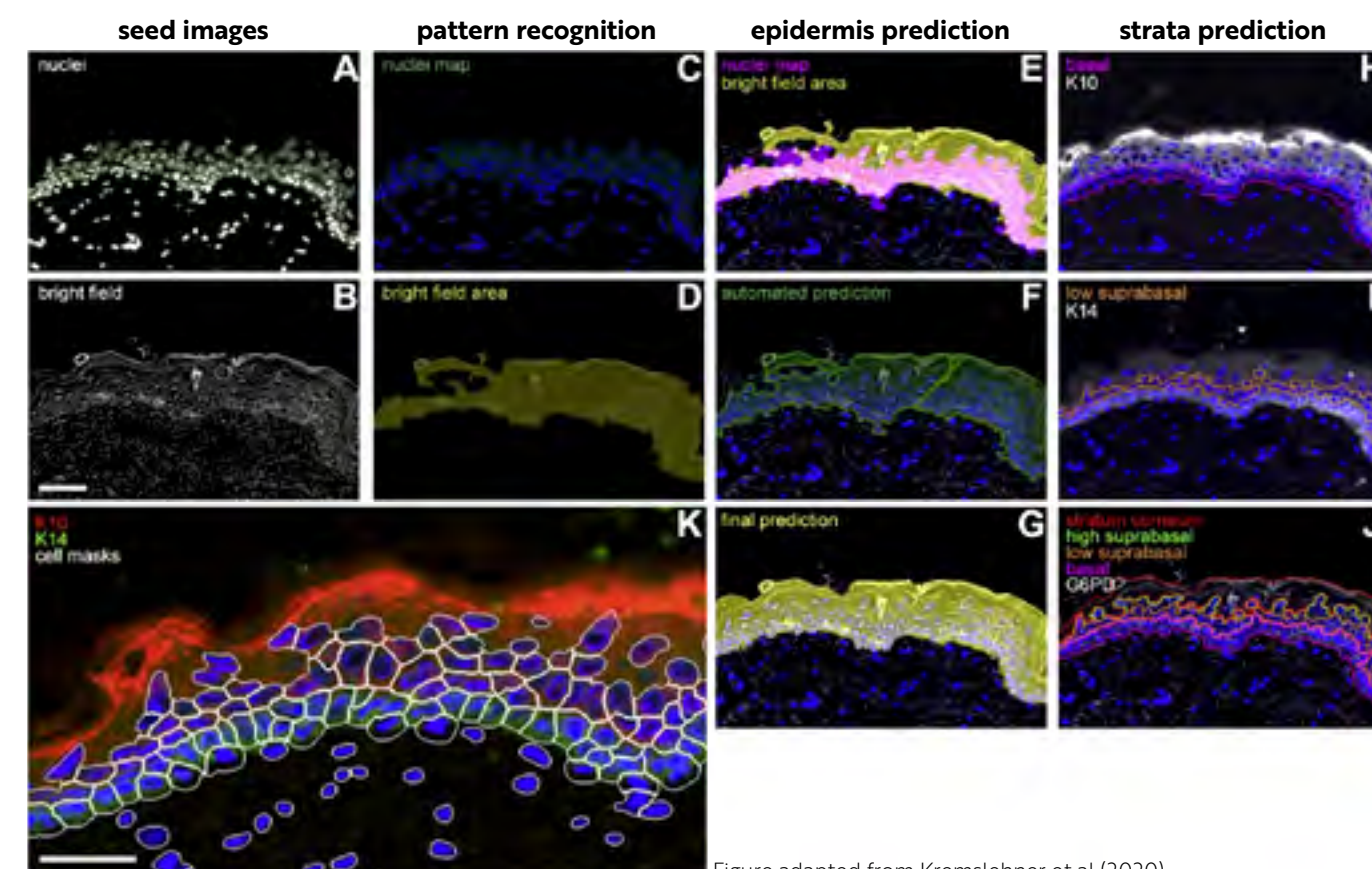 seed images
pattern recognition
epidermis prediction
strata prediction
nuclei
A
nuclei map
C
nuclei map
bright field area
E
basal
K10
H
bright field
B
bright field area
D
automated prediction
F
low suprabasal
K14
K10
K14
cell masks
K
final prediction
G
stratum corneum
high suprabasal
low suprabasal
basal
G6PD
J
Figure adapted from Kremslehner et al (2020)